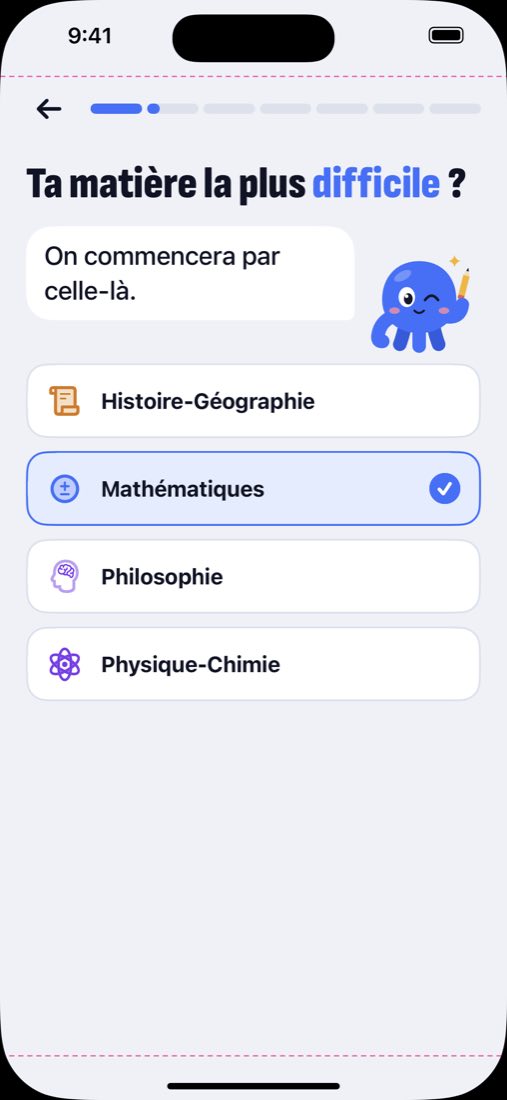 9:41
Ta matière la plus difficile ?
On commencera par
celle-là.
Histoire-Géographie
Mathématiques
Philosophie
Physique-Chimie